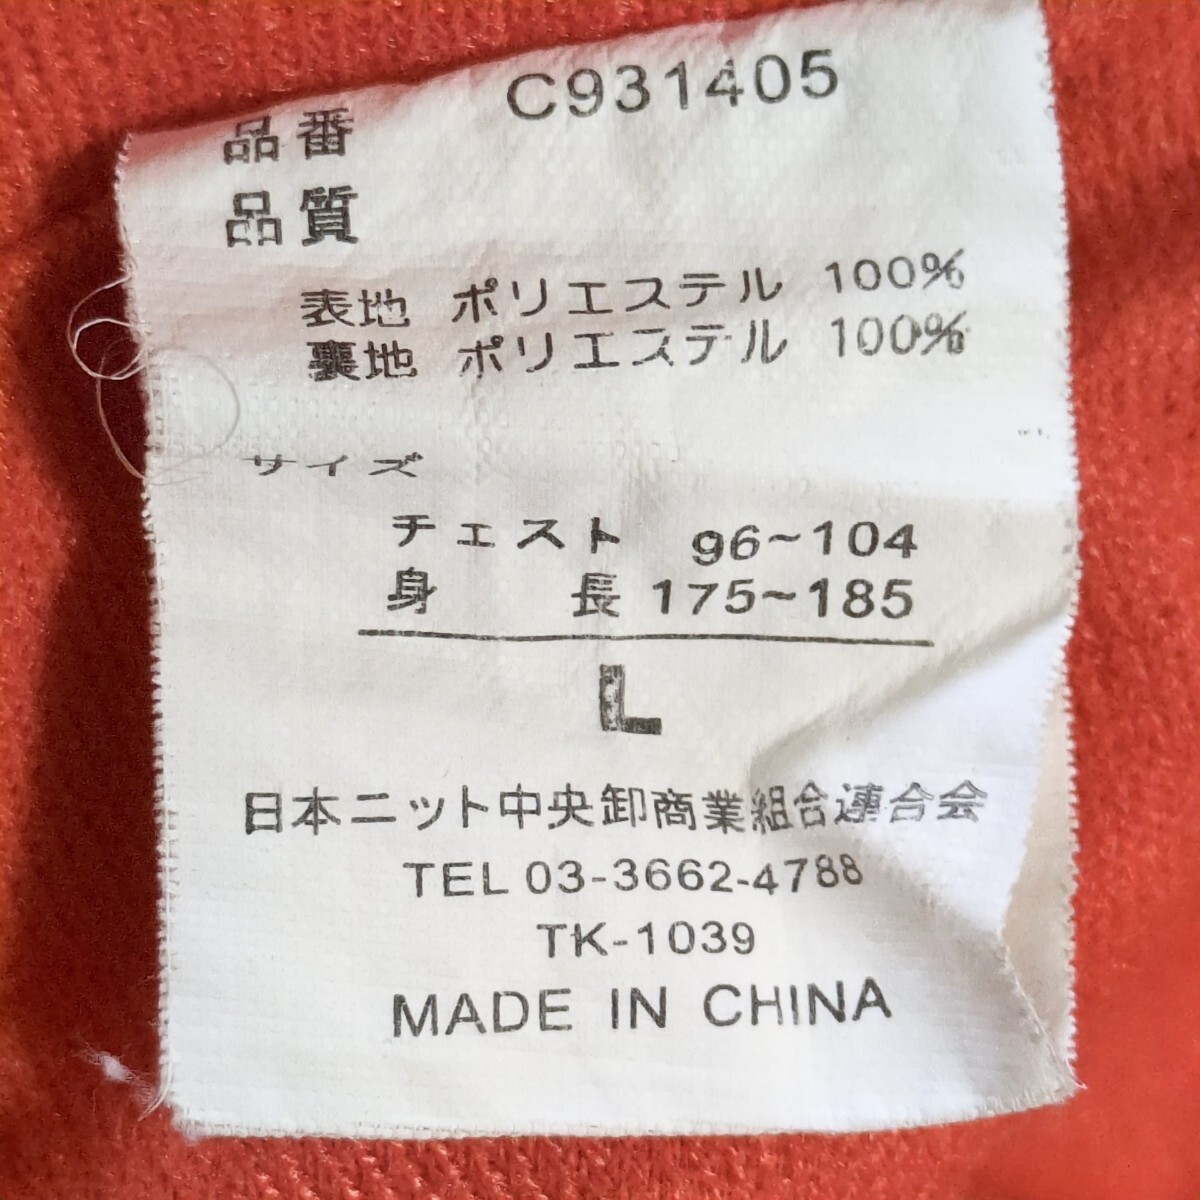 品番 C931405
品質
表地 ポリエステル 100%
裏地 ポリエステル 100%
サイズ
チェスト 96~104
身長 175~185
L
日本ニット中央卸商業組合連合会
TEL 03-3662-4788
TK-1039
MADE IN CHINA